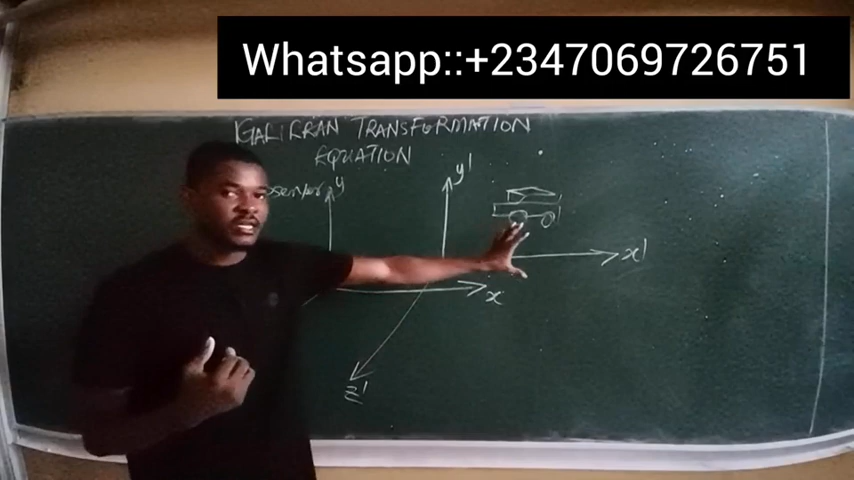 Whatsapp::+2347069726751
GALILEAN TRANSFORMATION
EQUATION
y
y'
x'
x
z'